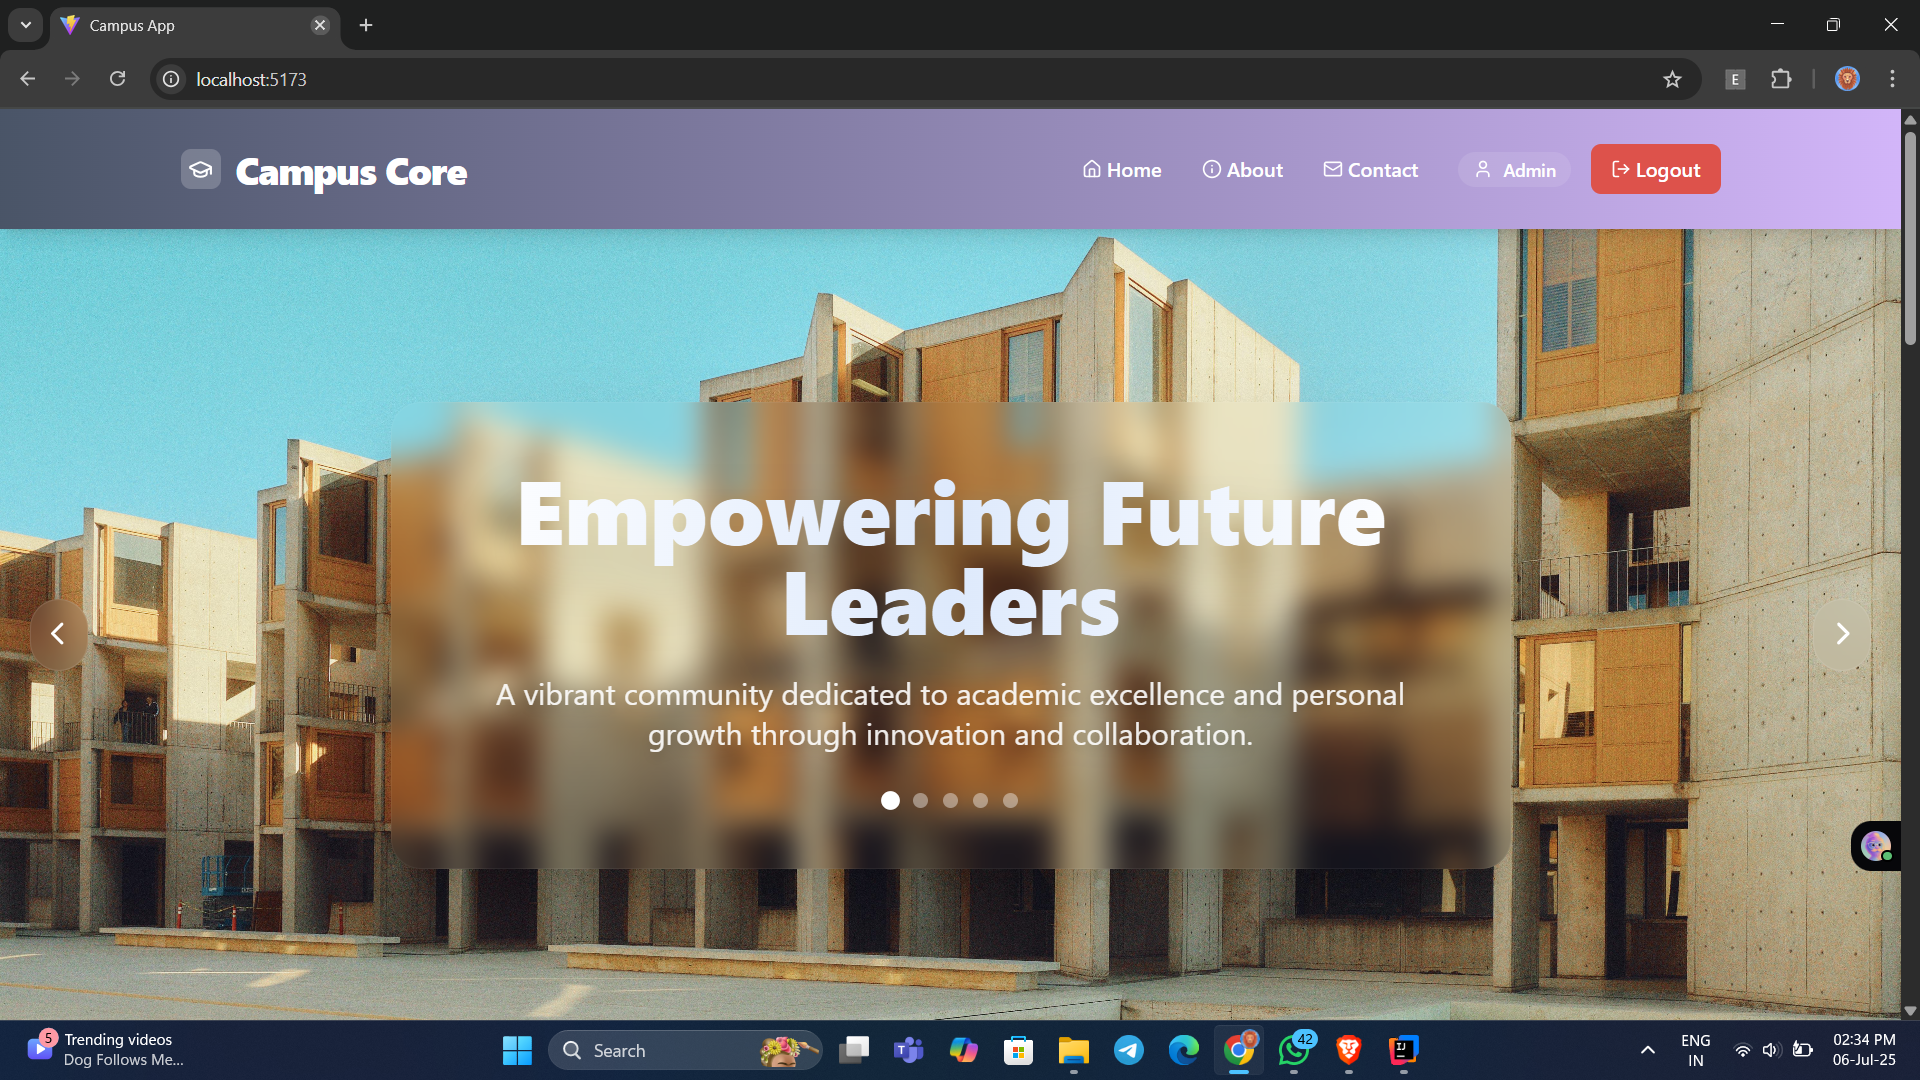 Campus App
localhost:5173
E
Campus Core
Home
About
Contact
Admin
Logout
Empowering Future
Leaders
A vibrant community dedicated to academic excellence and personal
growth through innovation and collaboration.
5
Trending videos
Dog Follows Me...
Search
T
42
IJ
ENG
IN
02:34 PM
06-Jul-25